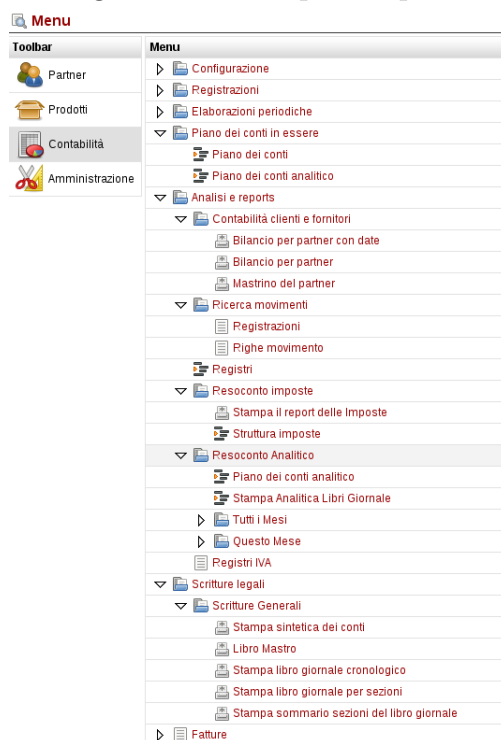 Menu
Toolbar
Menu
Partner
Prodotti
Contabilità
Amministrazione
Configurazione
Registrazioni
Elaborazioni periodiche
Piano dei conti in essere
Piano dei conti
Piano dei conti analitico
Analisi e reports
Contabilità clienti e fornitori
Bilancio per partner con date
Bilancio per partner
Mastrino del partner
Ricerca movimenti
Registrazioni
Righe movimento
Registri
Resoconto imposte
Stampa il report delle Imposte
Struttura imposte
Resoconto Analitico
Piano dei conti analitico
Stampa Analitica Libri Giornale
Tutti i Mesi
Questo Mese
Registri IVA
Scritture legali
Scritture Generali
Stampa sintetica dei conti
Libro Mastro
Stampa libro giornale cronologico
Stampa libro giornale per sezioni
Stampa sommario sezioni del libro giornale
Fatture